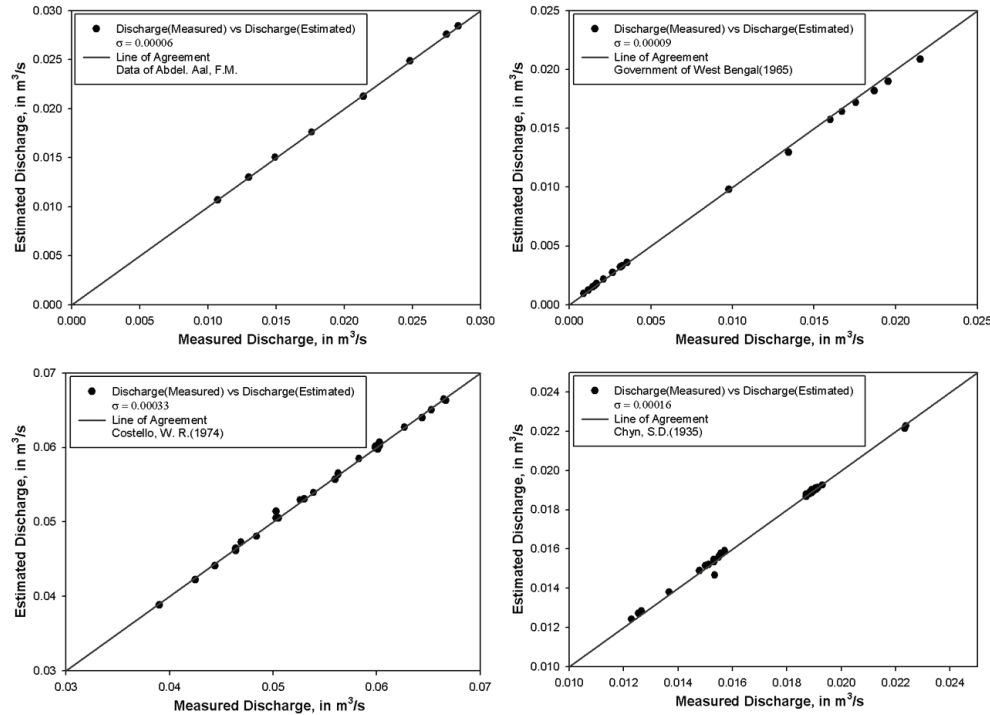 0.030
0.025
0.020
0.015
0.010
0.005
0.000
Estimated Discharge, in m³/s
Discharge(Measured) vs Discharge(Estimated)
σ = 0.00006
Line of Agreement
Data of Abdel. Aal, F.M.
0.000 0.005 0.010 0.015 0.020 0.025 0.030
Measured Discharge, in m³/s
0.025
0.020
0.015
0.010
0.005
0.000
Estimated Discharge, in m³/s
Discharge(Measured) vs Discharge(Estimated)
σ = 0.00009
Line of Agreement
Government of West Bengal(1965)
0.000 0.005 0.010 0.015 0.020 0.025
Measured Discharge, in m³/s
0.07
0.06
0.05
0.04
0.03
Estimated Discharge, in m³/s
Discharge(Measured) vs Discharge(Estimated)
σ = 0.00033
Line of Agreement
Costello, W. R.(1974)
0.03 0.04 0.05 0.06 0.07
Measured Discharge, in m³/s
0.024
0.022
0.020
0.018
0.016
0.014
0.012
0.010
Estimated Discharge, in m³/s
Discharge(Measured) vs Discharge(Estimated)
σ = 0.00016
Line of Agreement
Chyn, S.D.(1935)
0.010 0.012 0.014 0.016 0.018 0.020 0.022 0.024
Measured Discharge, in m³/s